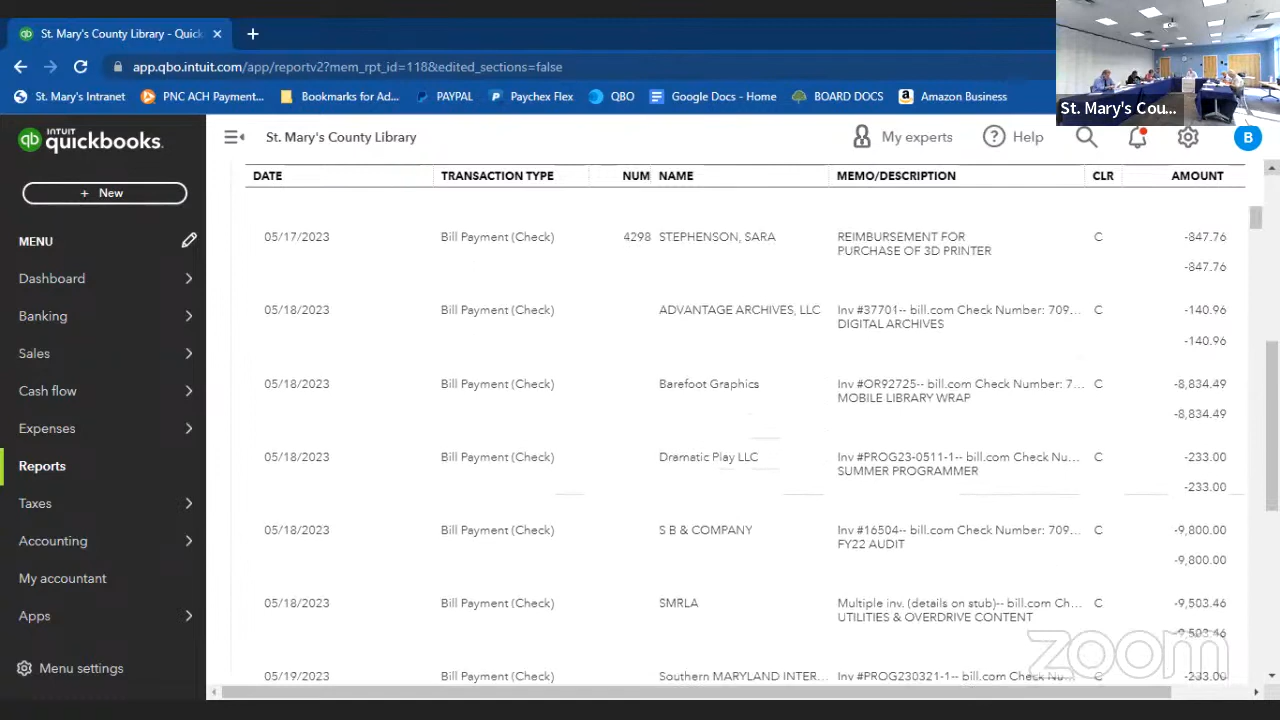 St. Mary's County Library - Quick
app.qbo.intuit.com/app/reportv2?mem_rpt_id=118&edited_sections=false
St. Mary's Intranet PNC ACH Payment... Bookmarks for Ad... PAYPAL Paychex Flex QBO Google Docs - Home BOARD DOCS Amazon Business
St. Mary's Cou...
qb INTUIT quickbooks. St. Mary's County Library My experts Help B
+ New
MENU
Dashboard
Banking
Sales
Cash flow
Expenses
Reports
Taxes
Accounting
My accountant
Apps
Menu settings
DATE TRANSACTION TYPE NUM NAME MEMO/DESCRIPTION CLR AMOUNT
05/17/2023 Bill Payment (Check) 4298 STEPHENSON, SARA REIMBURSEMENT FOR C -847.76
PURCHASE OF 3D PRINTER
-847.76
05/18/2023 Bill Payment (Check) ADVANTAGE ARCHIVES, LLC Inv #37701-- bill.com Check Number: 709... C -140.96
DIGITAL ARCHIVES
-140.96
05/18/2023 Bill Payment (Check) Barefoot Graphics Inv #OR92725-- bill.com Check Number: 7... C -8,834.49
MOBILE LIBRARY WRAP
-8,834.49
05/18/2023 Bill Payment (Check) Dramatic Play LLC Inv #PROG23-0511-1-- bill.com Check Nu... C -233.00
SUMMER PROGRAMMER
-233.00
05/18/2023 Bill Payment (Check) S B & COMPANY Inv #16504-- bill.com Check Number: 709... C -9,800.00
FY22 AUDIT
-9,800.00
05/18/2023 Bill Payment (Check) SMRLA Multiple inv. (details on stub)-- bill.com Ch... C -9,503.46
UTILITIES & OVERDRIVE CONTENT
-9,503.46
05/19/2023 Bill Payment (Check) Southern MARYLAND INTER... Inv #PROG230321-1-- bill.com Check Nu... C -233.00
zoom